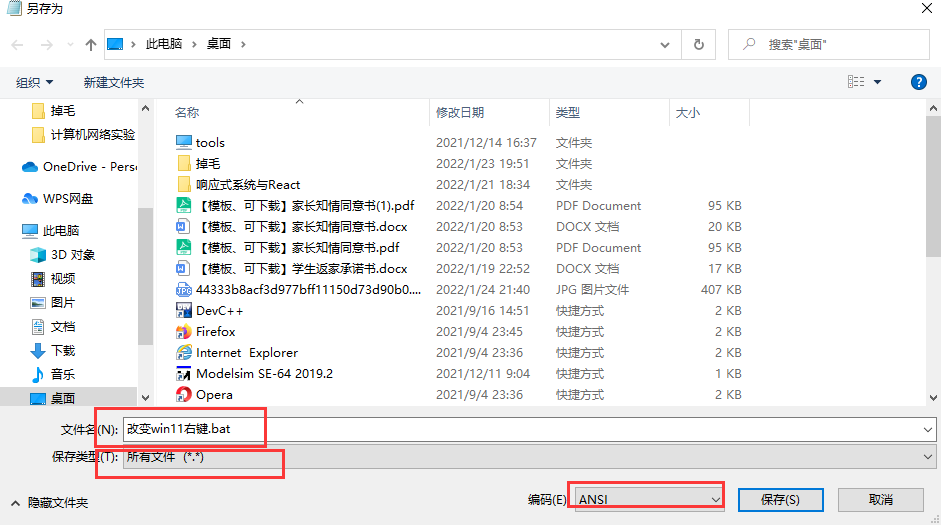 另存为
此电脑 桌面
搜索"桌面"
组织 新建文件夹
名称 修改日期 类型 大小
掉毛
计算机网络实验
OneDrive - Perso
WPS网盘
此电脑
3D 对象
视频
图片
文档
下载
音乐
桌面
tools 2021/12/14 16:37 文件夹
掉毛 2022/1/23 19:51 文件夹
响应式系统与React 2022/1/21 18:34 文件夹
【模板、可下载】家长知情同意书(1).pdf 2022/1/20 8:54 PDF Document 95 KB
【模板、可下载】家长知情同意书.docx 2022/1/20 8:53 DOCX 文档 20 KB
【模板、可下载】家长知情同意书.pdf 2022/1/20 8:53 PDF Document 95 KB
【模板、可下载】学生返家承诺书.docx 2022/1/19 22:52 DOCX 文档 17 KB
44333b8acf3d977bff11150d73d90b0.... 2022/1/24 21:40 JPG 图片文件 407 KB
DevC++ 2021/9/16 14:51 快捷方式 2 KB
Firefox 2021/9/4 23:45 快捷方式 2 KB
Internet Explorer 2021/9/4 23:36 快捷方式 2 KB
Modelsim SE-64 2019.2 2021/12/11 9:04 快捷方式 1 KB
Opera 2021/9/4 23:36 快捷方式 2 KB
文件名(N): 改变win11右键.bat
保存类型(T): 所有文件 (*.*)
隐藏文件夹 编码(E): ANSI 保存(S) 取消